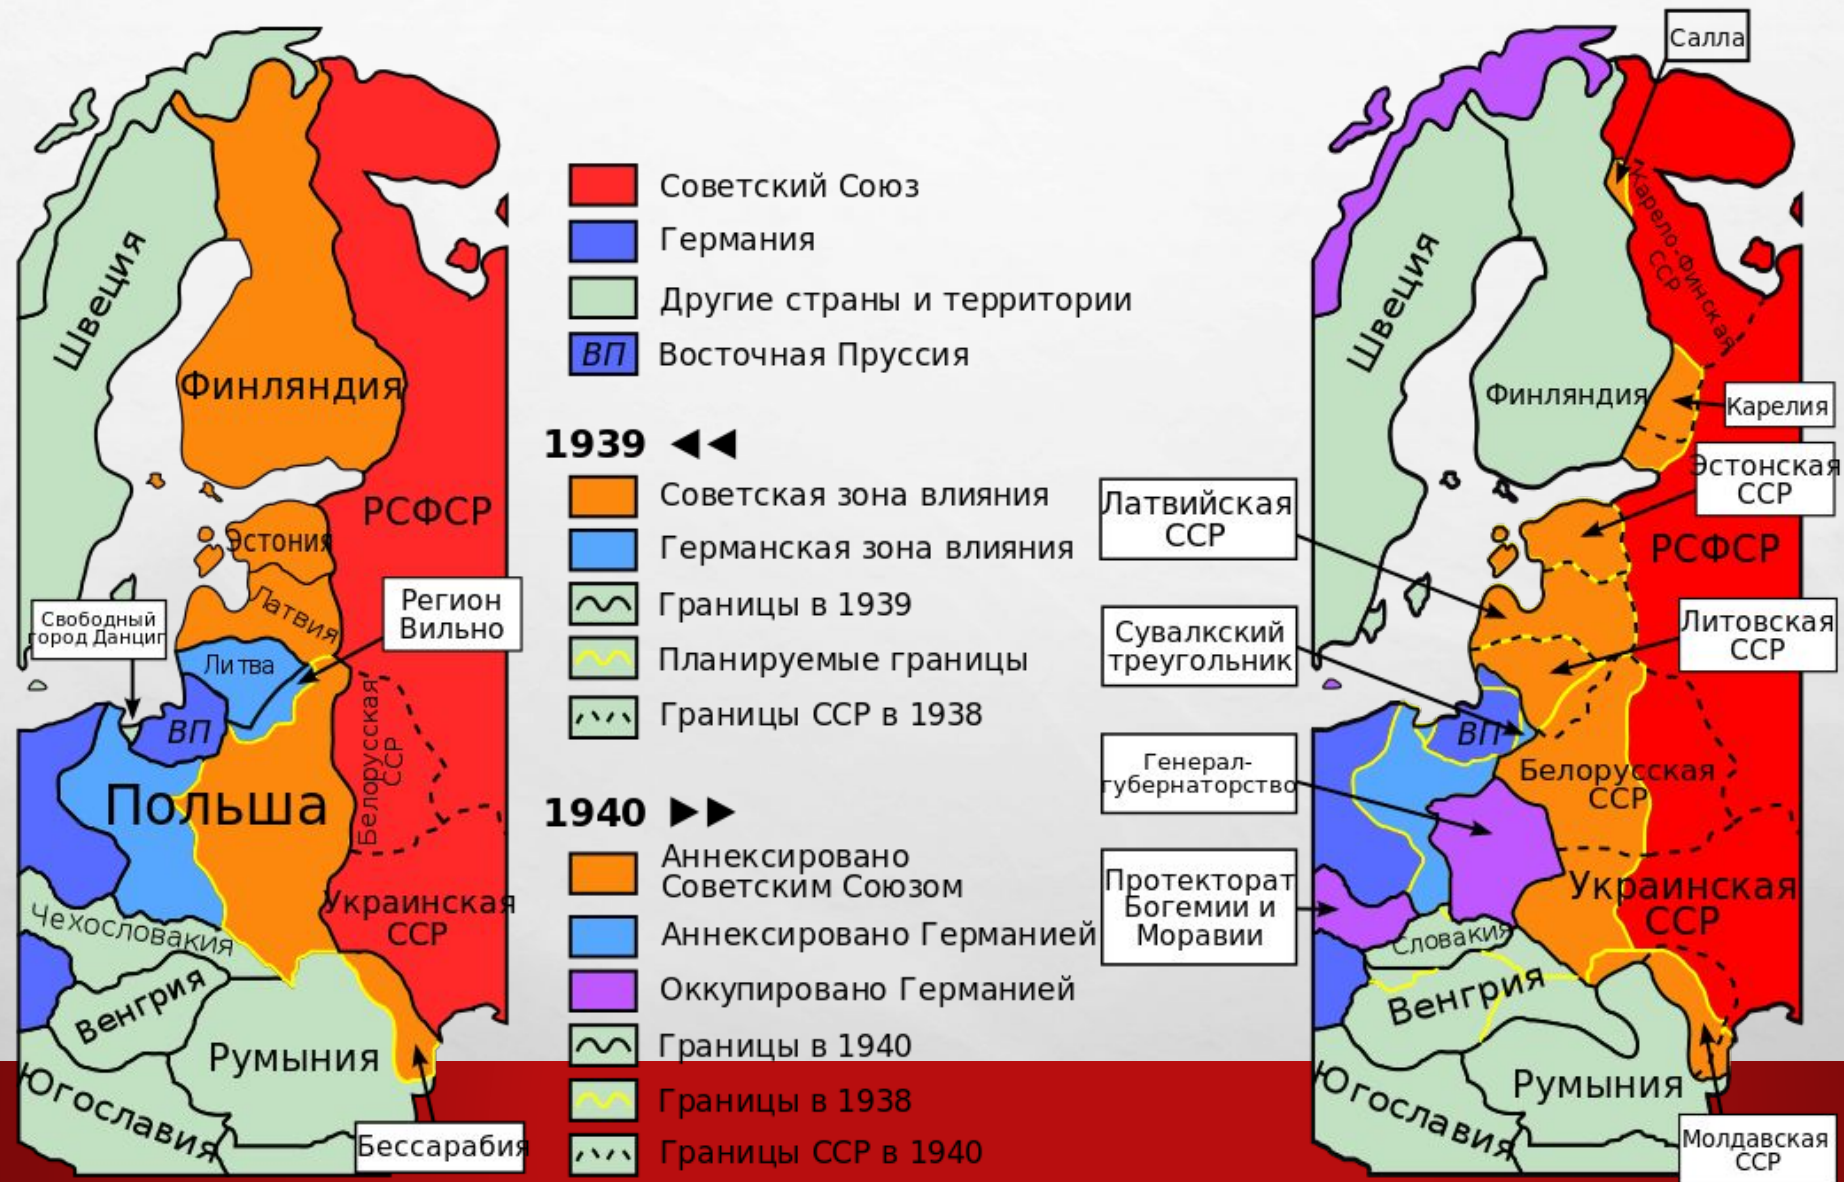 Швеция
Финляндия
РСФСР
Эстония
Латвия
Регион
Вильно
Свободный
город Данциг
Литва
ВП
Белорусская
ССР
Польша
Украинская
ССР
Чехословакия
Венгрия
Румыния
Югославия
Бессарабия
Советский Союз
Германия
Другие страны и территории
ВП Восточная Пруссия
1939 ◀◀
Советская зона влияния
Германская зона влияния
Границы в 1939
Планируемые границы
Границы ССР в 1938
1940 ▶▶
Аннексировано
Советским Союзом
Аннексировано Германией
Оккупировано Германией
Границы в 1940
Границы в 1938
Границы ССР в 1940
Салла
Карело-Финская
ССР
Швеция
Финляндия
Карелия
Эстонская
ССР
Латвийская
ССР
РСФСР
Литовская
ССР
Сувалкский
треугольник
ВП
Генерал-
губернаторство
Белорусская
ССР
Протекторат
Богемии и
Моравии
Украинская
ССР
Словакия
Венгрия
Румыния
Югославия
Молдавская
ССР